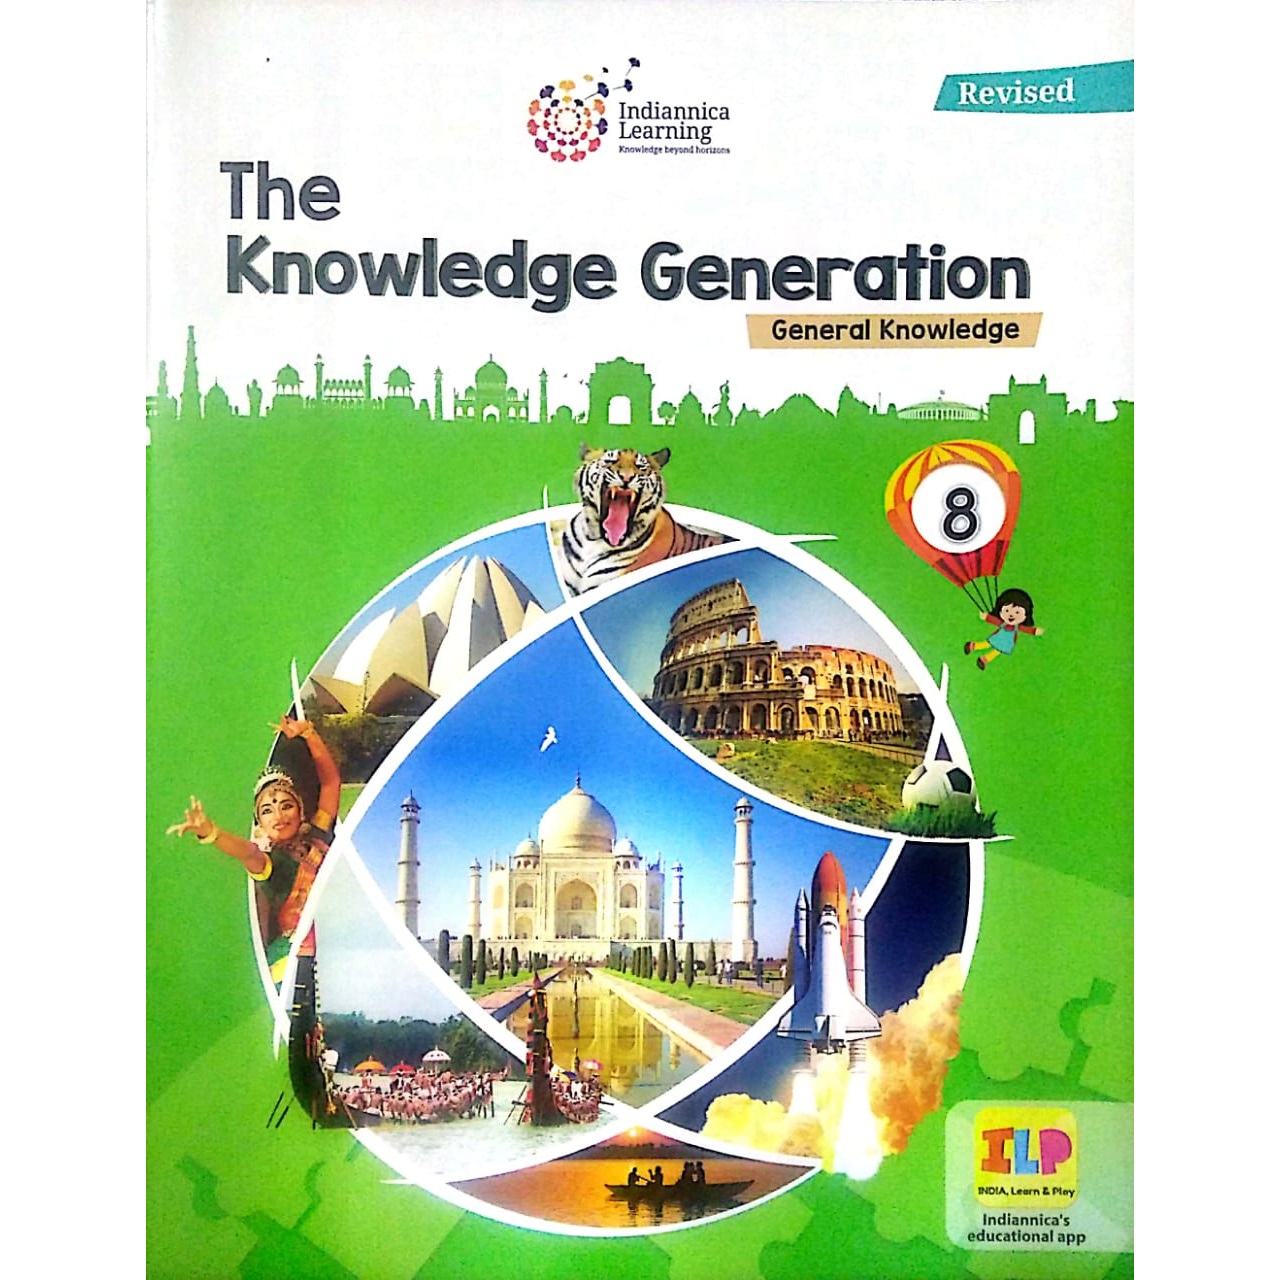 Indiannica
Learning
Knowledge beyond horizons
Revised
The
Knowledge Generation
General Knowledge
8
ILP
INDIA, Learn & Play
Indiannica's
educational app